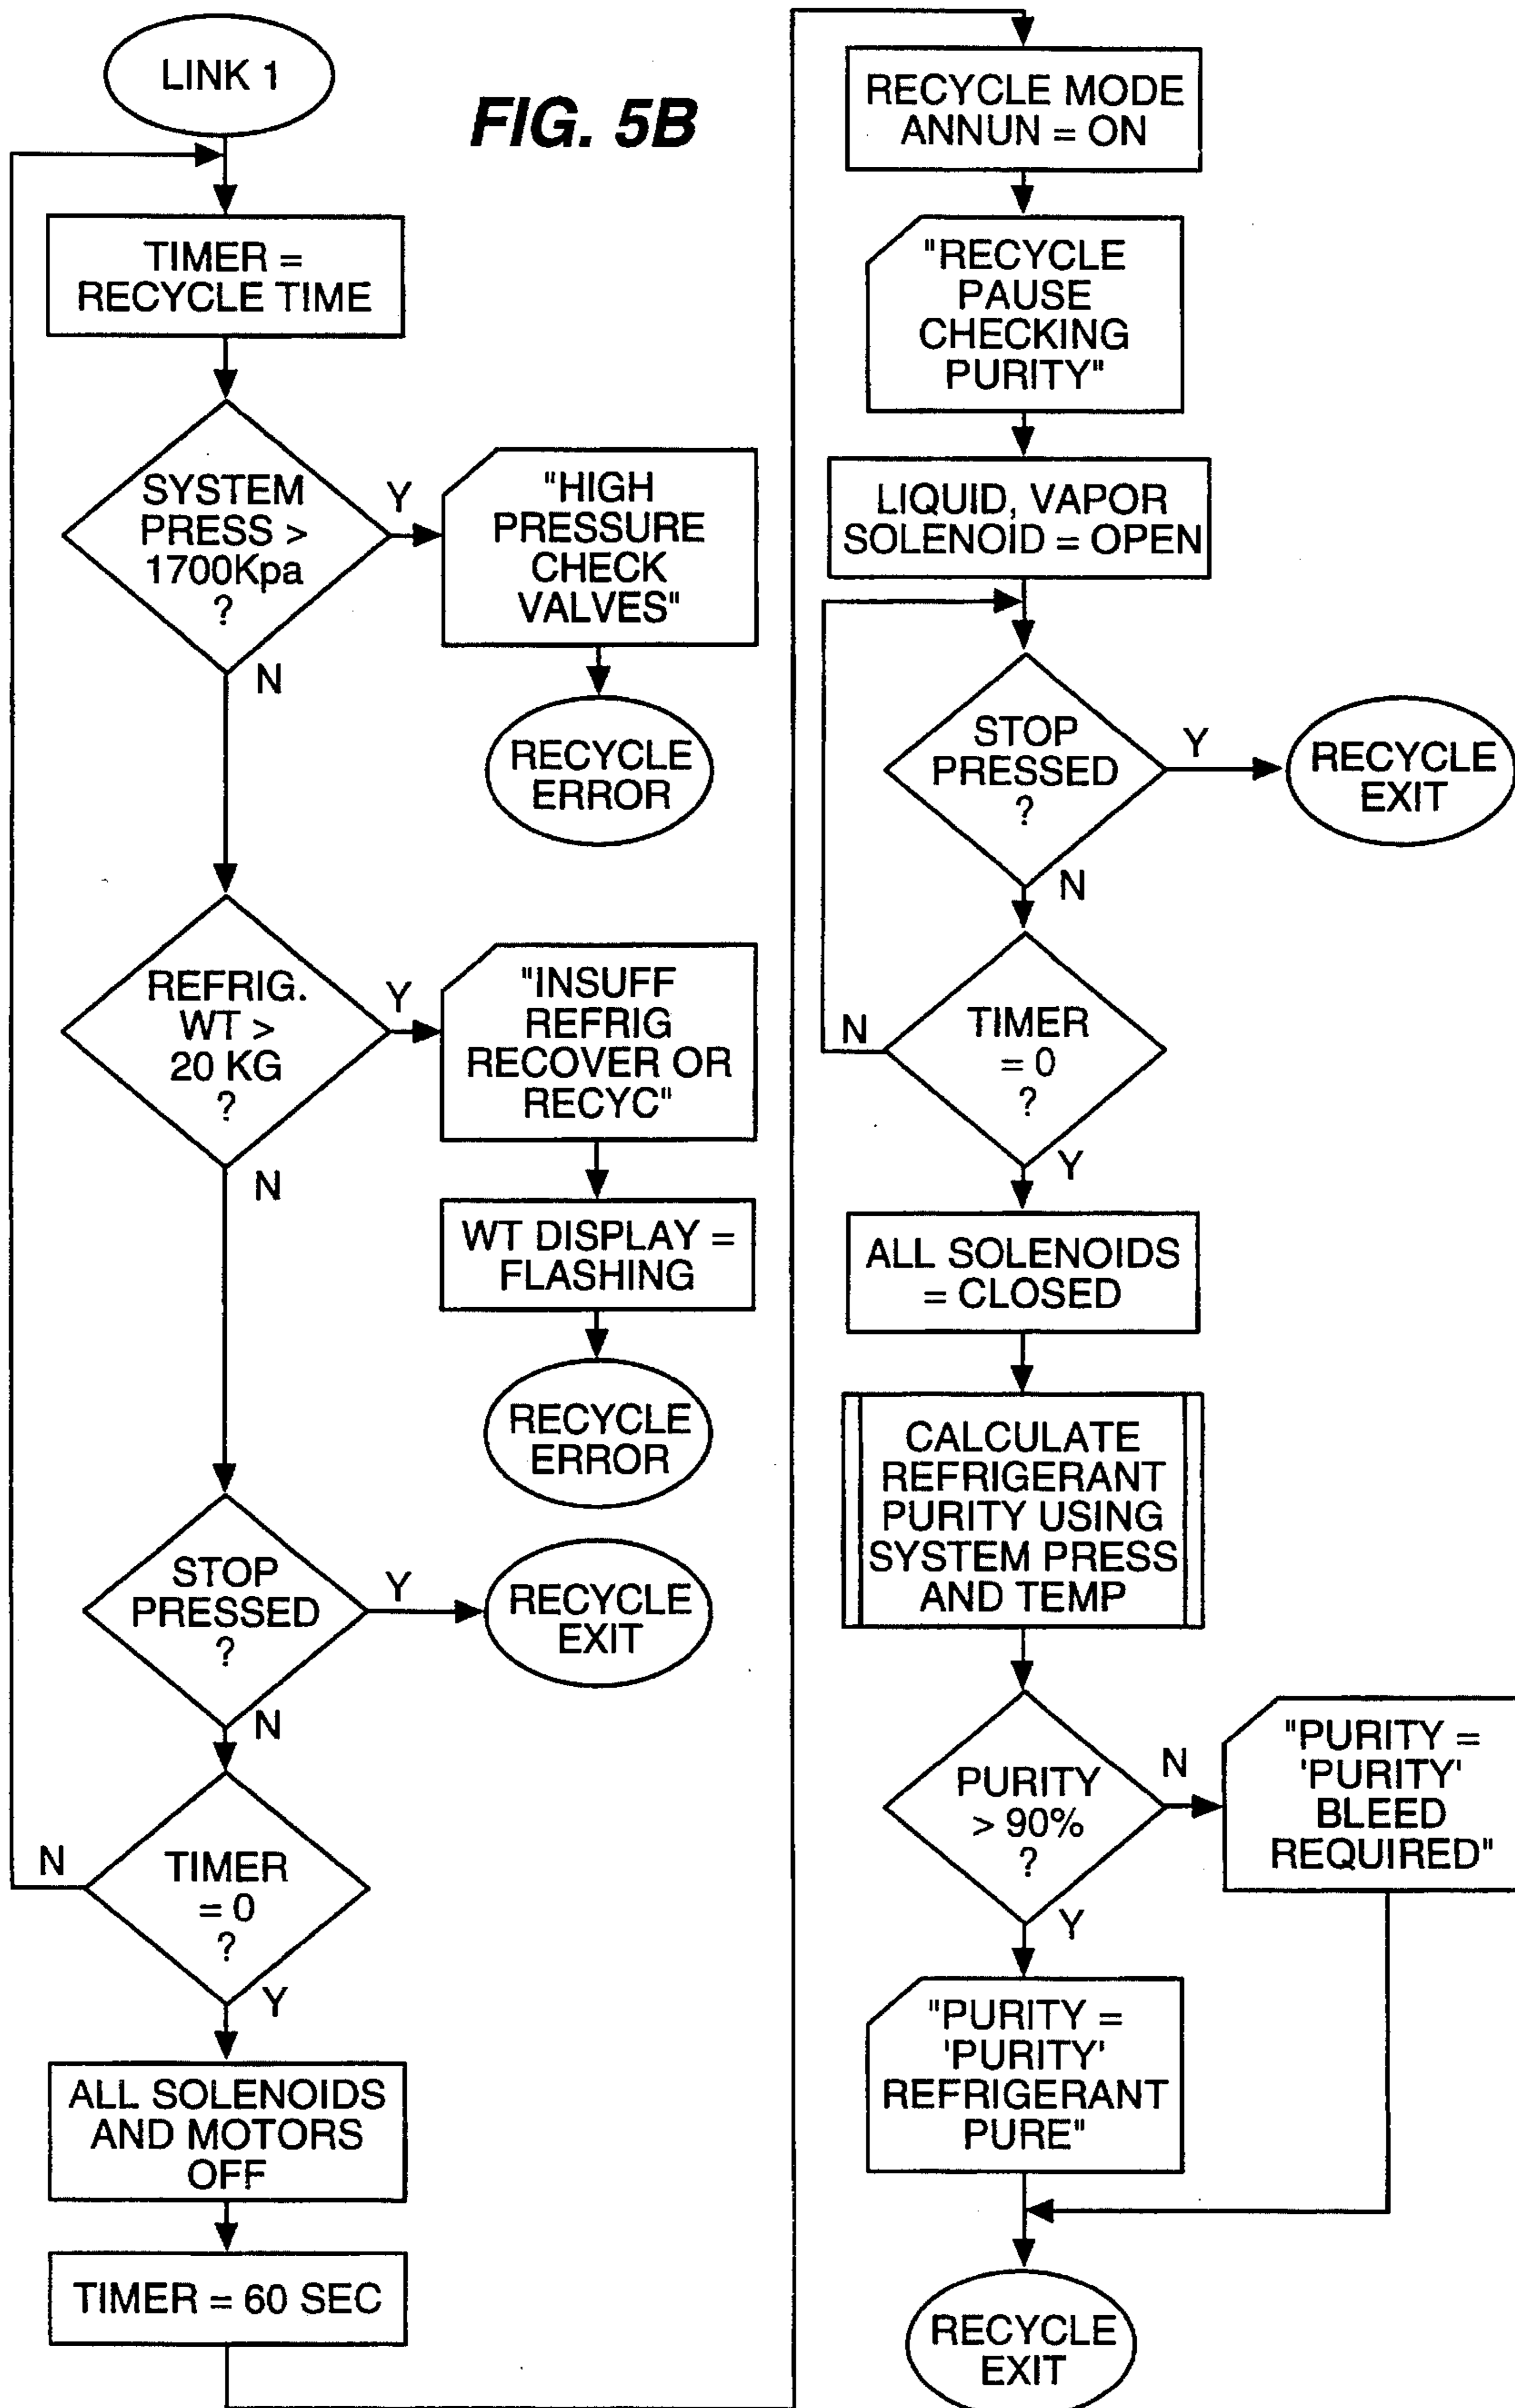 LINK 1
FIG. 5B
TIMER =
RECYCLE TIME
SYSTEM
PRESS >
1700Kpa
?
Y
N
"HIGH
PRESSURE
CHECK
VALVES"
RECYCLE
ERROR
REFRIG.
WT >
20 KG
?
Y
N
"INSUFF
REFRIG
RECOVER OR
RECYC"
WT DISPLAY =
FLASHING
RECYCLE
ERROR
STOP
PRESSED
?
Y
N
RECYCLE
EXIT
TIMER
= 0
?
N
Y
ALL SOLENOIDS
AND MOTORS
OFF
TIMER = 60 SEC
RECYCLE MODE
ANNUN = ON
"RECYCLE
PAUSE
CHECKING
PURITY"
LIQUID, VAPOR
SOLENOID = OPEN
STOP
PRESSED
?
Y
N
RECYCLE
EXIT
TIMER
= 0
?
N
Y
ALL SOLENOIDS
= CLOSED
CALCULATE
REFRIGERANT
PURITY USING
SYSTEM PRESS
AND TEMP
PURITY
> 90%
?
N
Y
"PURITY =
'PURITY'
BLEED
REQUIRED"
"PURITY =
'PURITY'
REFRIGERANT
PURE"
RECYCLE
EXIT